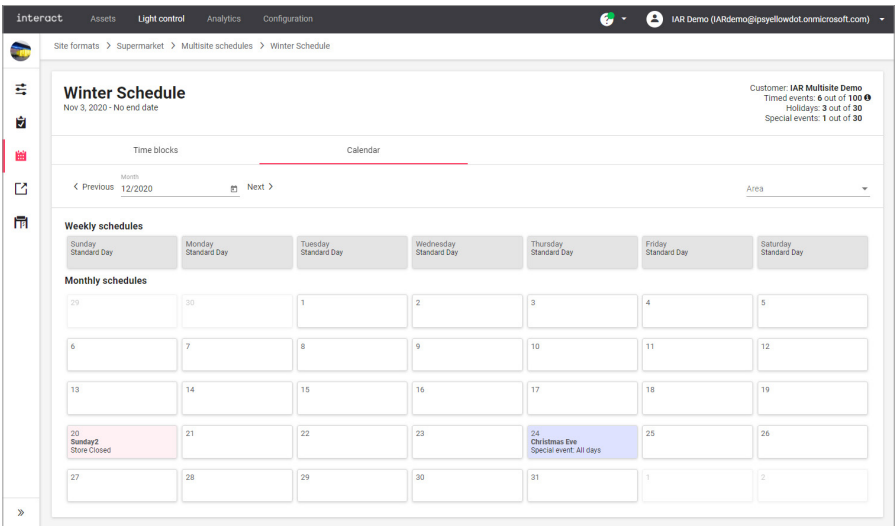 interact Assets Light control Analytics Configuration ? IAR Demo (IARdemo@ipsyellowdot.onmicrosoft.com)
Site formats > Supermarket > Multisite schedules > Winter Schedule
Winter Schedule
Nov 3, 2020 - No end date
Customer: IAR Multisite Demo
Timed events: 6 out of 100
Holidays: 3 out of 30
Special events: 1 out of 30
Time blocks Calendar
Month
< Previous 12/2020 Next >
Area
Weekly schedules
Sunday Monday Tuesday Wednesday Thursday Friday Saturday
Standard Day Standard Day Standard Day Standard Day Standard Day Standard Day Standard Day
Monthly schedules
29 30 1 2 3 4 5
6 7 8 9 10 11 12
13 14 15 16 17 18 19
20 21 22 23 24 25 26
Sunday2 Christmas Eve
Store Closed Special event: All days
27 28 29 30 31 1 2
»